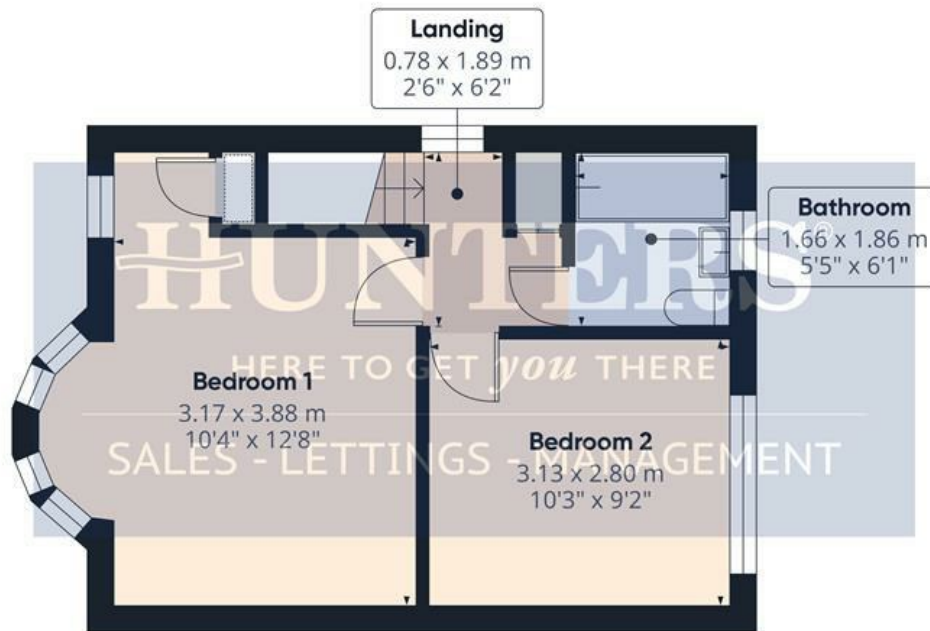 Landing
0.78 x 1.89 m
2'6" x 6'2"
Bathroom
1.66 x 1.86 m
5'5" x 6'1"
HUNTERS®
HERE TO GET you THERE
Bedroom 1
3.17 x 3.88 m
10'4" x 12'8"
Bedroom 2
3.13 x 2.80 m
10'3" x 9'2"
SALES - LETTINGS - MANAGEMENT